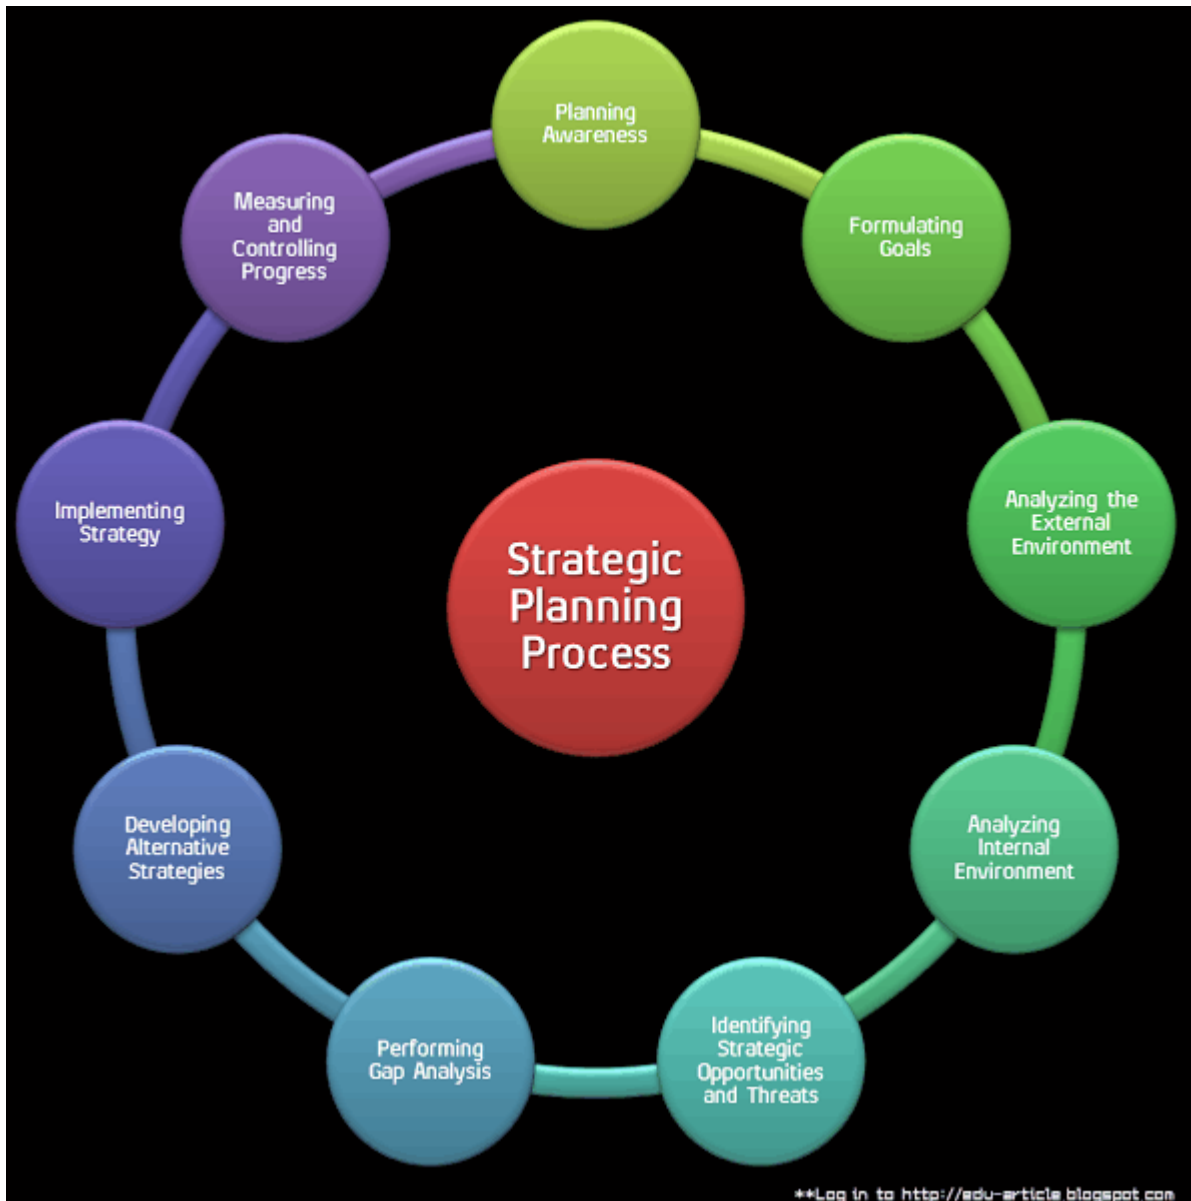 Planning
Awareness
Formulating
Goals
Analyzing the
External
Environment
Analyzing
Internal
Environment
Identifying
Strategic
Opportunities
and Threats
Performing
Gap Analysis
Developing
Alternative
Strategies
Implementing
Strategy
Measuring
and
Controlling
Progress
Strategic
Planning
Process
**Log in to http://edu-article.blogspot.com